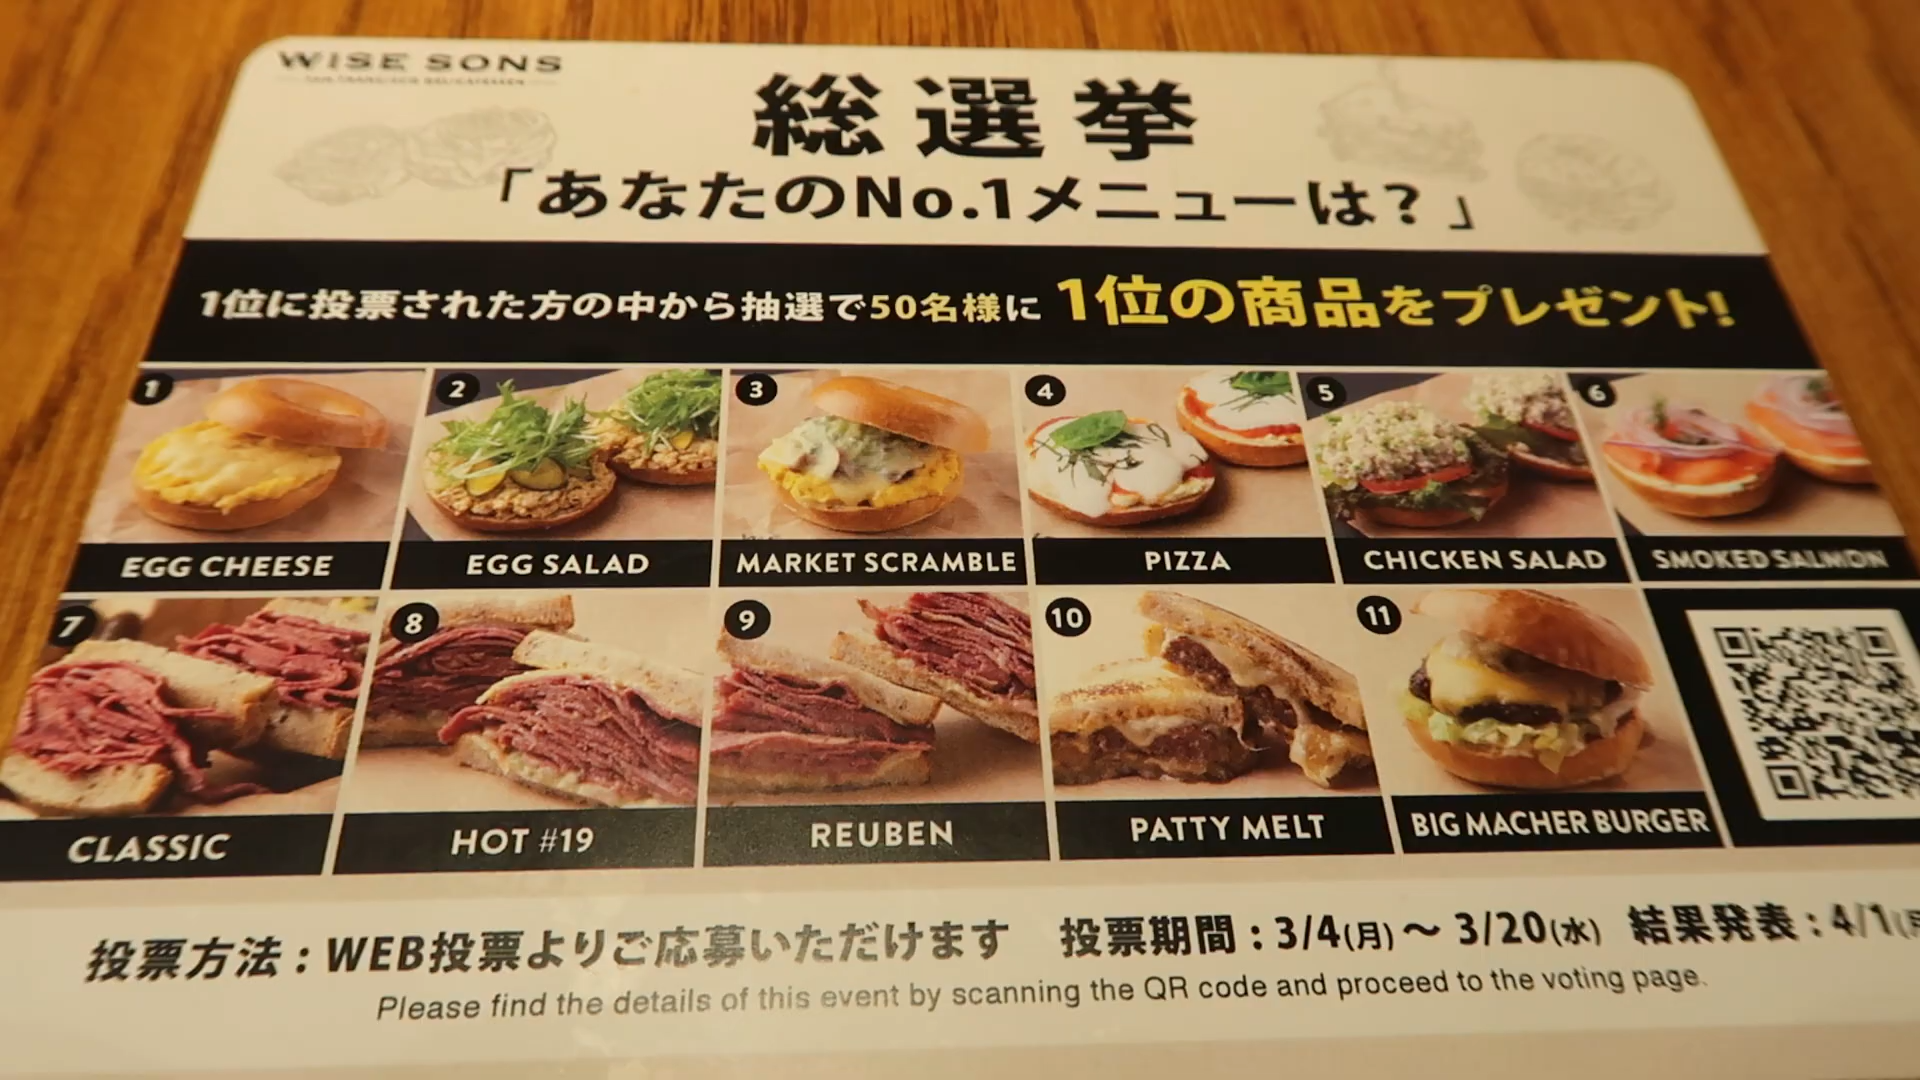 WISE SONS
SAN FRANCISCO DELICATESSEN
総選挙
「あなたのNo.1メニューは?」
1位に投票された方の中から抽選で50名様に 1位の商品をプレゼント!
1
2
3
4
5
6
EGG CHEESE
EGG SALAD
MARKET SCRAMBLE
PIZZA
CHICKEN SALAD
SMOKED SALMON
7
8
9
10
11
CLASSIC
HOT #19
REUBEN
PATTY MELT
BIG MACHER BURGER
投票方法:WEB投票よりご応募いただけます 投票期間:3/4(月)~3/20(水) 結果発表:4/1(月
Please find the details of this event by scanning the QR code and proceed to the voting page.